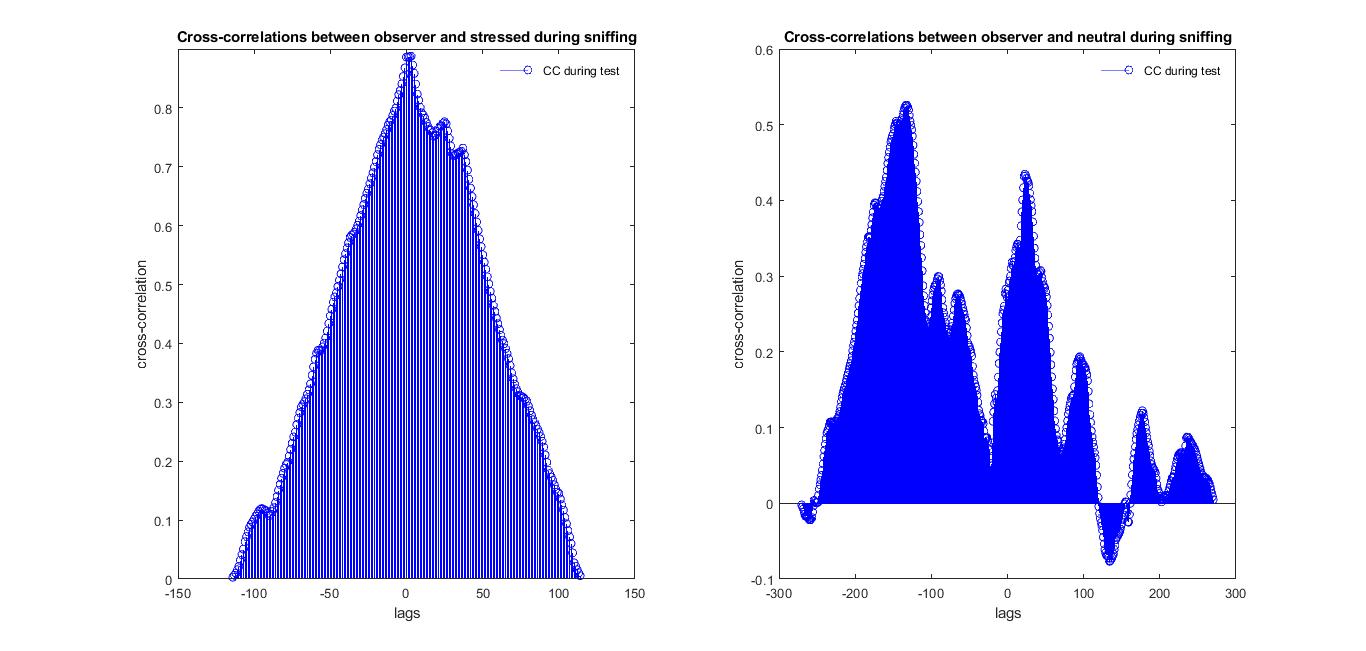 Cross-correlations between observer and stressed during sniffing
CC during test
0.8
0.7
0.6
0.5
0.4
0.3
0.2
0.1
0
cross-correlation
-150 -100 -50 0 50 100 150
lags
Cross-correlations between observer and neutral during sniffing
CC during test
0.6
0.5
0.4
0.3
0.2
0.1
0
-0.1
cross-correlation
-300 -200 -100 0 100 200 300
lags